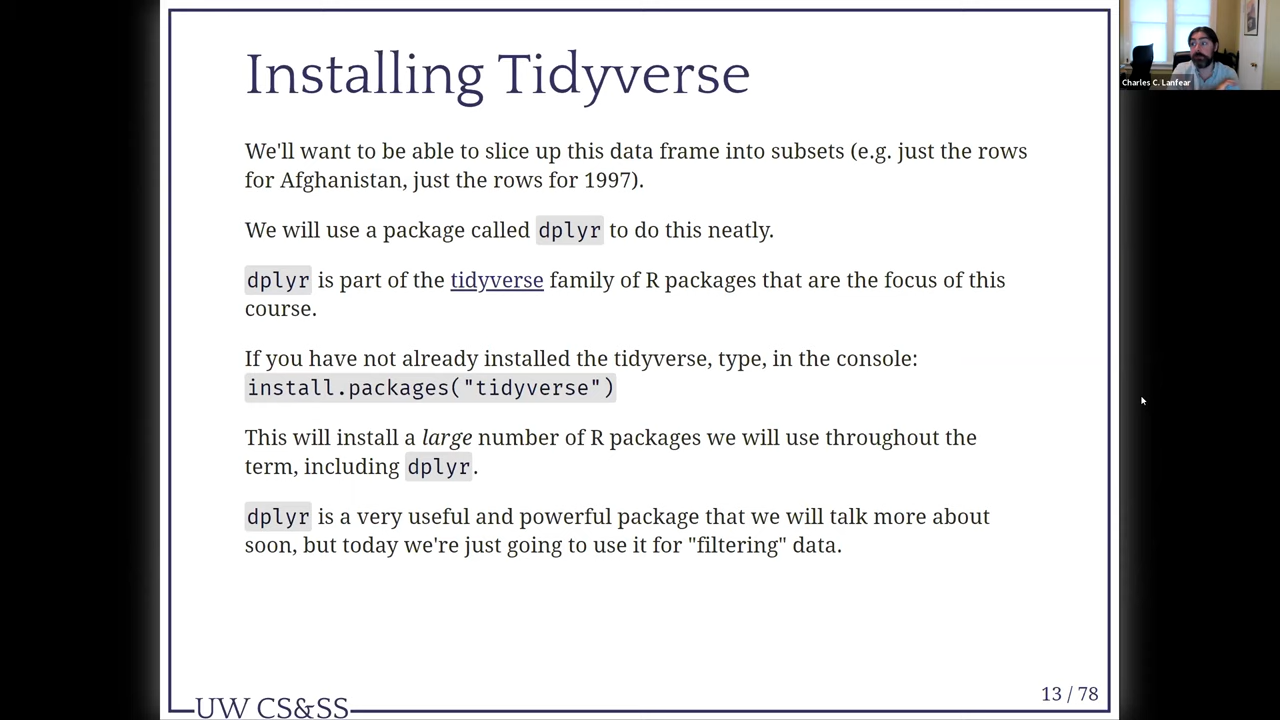 Installing Tidyverse
Charles C. Lanfear
We'll want to be able to slice up this data frame into subsets (e.g. just the rows
for Afghanistan, just the rows for 1997).
We will use a package called dplyr to do this neatly.
dplyr is part of the tidyverse family of R packages that are the focus of this
course.
If you have not already installed the tidyverse, type, in the console:
install.packages("tidyverse")
This will install a large number of R packages we will use throughout the
term, including dplyr.
dplyr is a very useful and powerful package that we will talk more about
soon, but today we're just going to use it for "filtering" data.
13 / 78
UW CS&SS